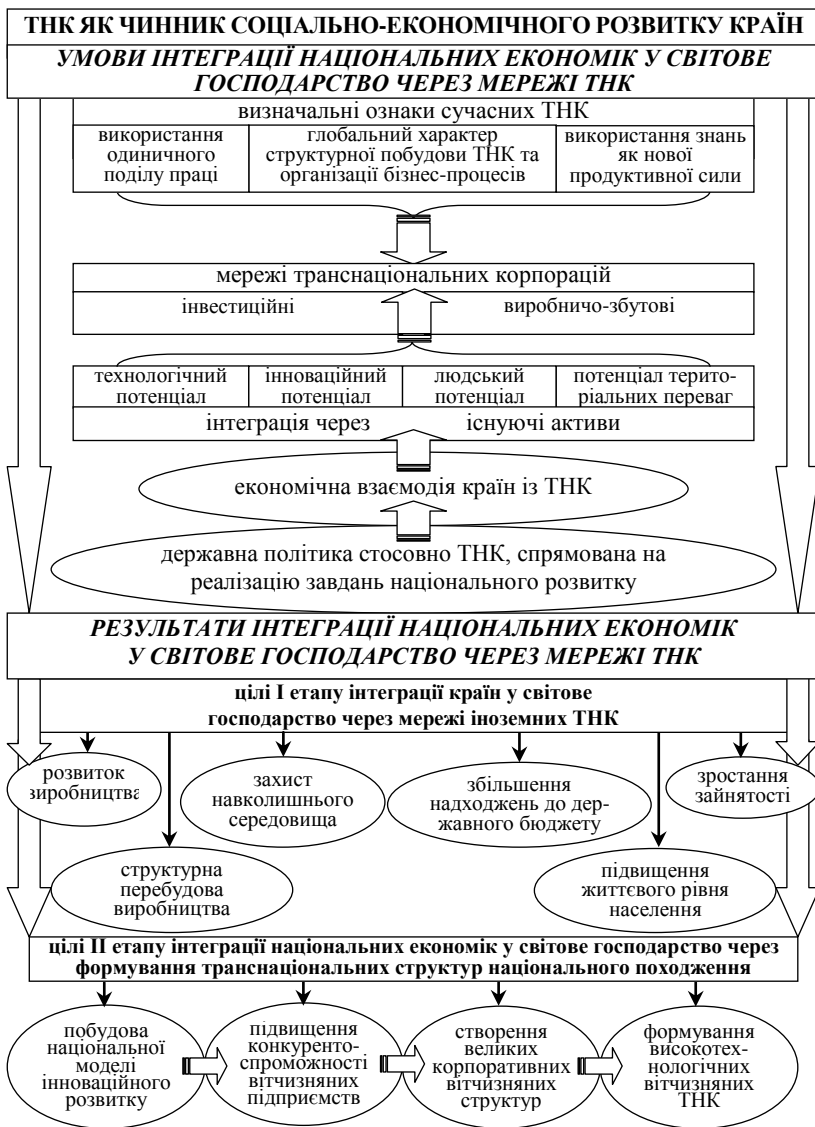 ТНК ЯК ЧИННИК СОЦІАЛЬНО-ЕКОНОМІЧНОГО РОЗВИТКУ КРАЇН
УМОВИ ІНТЕГРАЦІЇ НАЦІОНАЛЬНИХ ЕКОНОМІК У СВІТОВЕ
ГОСПОДАРСТВО ЧЕРЕЗ МЕРЕЖІ ТНК
визначальні ознаки сучасних ТНК
використання
одиничного
поділу праці
глобальний характер
структурної побудови ТНК та
організації бізнес-процесів
використання знань
як нової
продуктивної сили
мережі транснаціональних корпорацій
інвестиційні
виробничо-збутові
технологічний
потенціал
інноваційний
потенціал
людський
потенціал
потенціал терито-
ріальних переваг
інтеграція через існуючі активи
економічна взаємодія країн із ТНК
державна політика стосовно ТНК, спрямована на
реалізацію завдань національного розвитку
РЕЗУЛЬТАТИ ІНТЕГРАЦІЇ НАЦІОНАЛЬНИХ ЕКОНОМІК
У СВІТОВЕ ГОСПОДАРСТВО ЧЕРЕЗ МЕРЕЖІ ТНК
цілі І етапу інтеграції країн у світове
господарство через мережі іноземних ТНК
розвиток
виробництва
захист
навколишнього
середовища
збільшення
надходжень до дер-
жавного бюджету
зростання
зайнятості
структурна
перебудова
виробництва
підвищення
життєвого рівня
населення
цілі ІІ етапу інтеграції національних економік у світове господарство через
формування транснаціональних структур національного походження
побудова
національної
моделі
інноваційного
розвитку
підвищення
конкуренто-
спроможності
вітчизняних
підприємств
створення
великих
корпоративних
вітчизняних
структур
формування
високотех-
нологічних
вітчизняних
ТНК